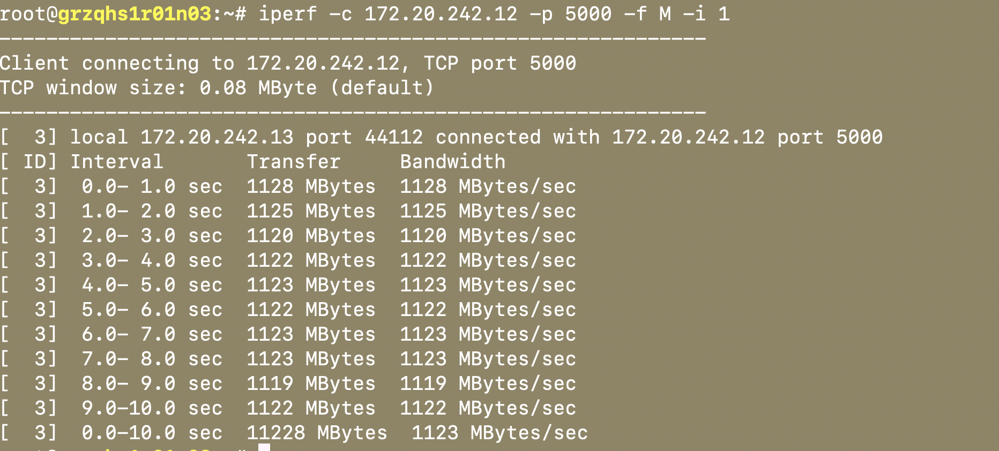 root@grzqhs1r01n03:~# iperf -c 172.20.242.12 -p 5000 -f M -i 1
------------------------------------------------------------
Client connecting to 172.20.242.12, TCP port 5000
TCP window size: 0.08 MByte (default)
------------------------------------------------------------
[  3] local 172.20.242.13 port 44112 connected with 172.20.242.12 port 5000
[ ID] Interval       Transfer     Bandwidth
[  3]  0.0- 1.0 sec  1128 MBytes  1128 MBytes/sec
[  3]  1.0- 2.0 sec  1125 MBytes  1125 MBytes/sec
[  3]  2.0- 3.0 sec  1120 MBytes  1120 MBytes/sec
[  3]  3.0- 4.0 sec  1122 MBytes  1122 MBytes/sec
[  3]  4.0- 5.0 sec  1123 MBytes  1123 MBytes/sec
[  3]  5.0- 6.0 sec  1122 MBytes  1122 MBytes/sec
[  3]  6.0- 7.0 sec  1123 MBytes  1123 MBytes/sec
[  3]  7.0- 8.0 sec  1123 MBytes  1123 MBytes/sec
[  3]  8.0- 9.0 sec  1119 MBytes  1119 MBytes/sec
[  3]  9.0-10.0 sec  1122 MBytes  1122 MBytes/sec
[  3]  0.0-10.0 sec  11228 MBytes  1123 MBytes/sec